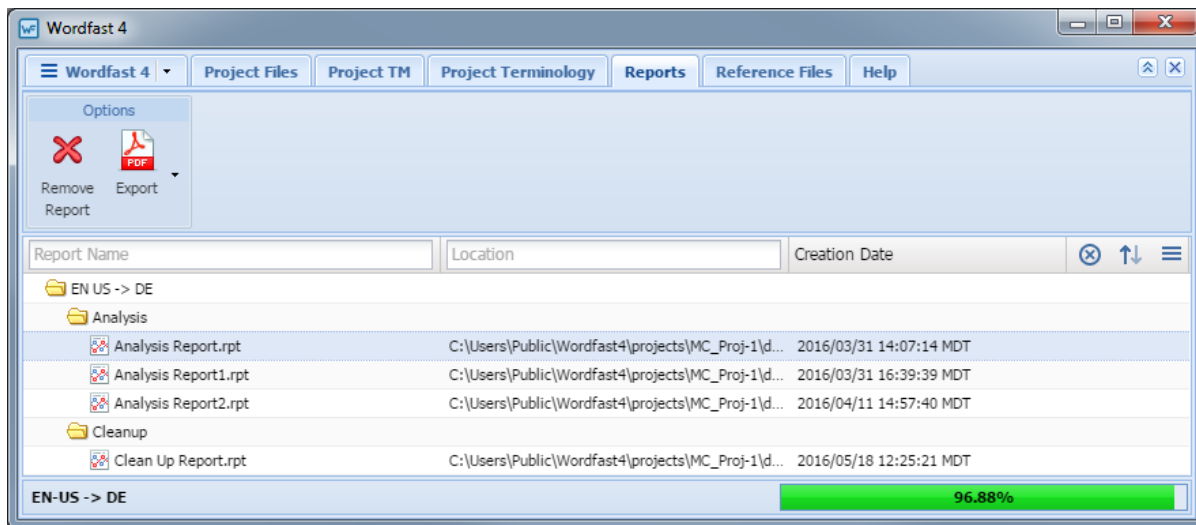 Wordfast 4
Wordfast 4 Project Files Project TM Project Terminology Reports Reference Files Help
Options
PDF
Remove Report Export
Report Name Location Creation Date
EN US -> DE
Analysis
Analysis Report.rpt C:\Users\Public\Wordfast4\projects\MC_Proj-1\d... 2016/03/31 14:07:14 MDT
Analysis Report1.rpt C:\Users\Public\Wordfast4\projects\MC_Proj-1\d... 2016/03/31 16:39:39 MDT
Analysis Report2.rpt C:\Users\Public\Wordfast4\projects\MC_Proj-1\d... 2016/04/11 14:57:40 MDT
Cleanup
Clean Up Report.rpt C:\Users\Public\Wordfast4\projects\MC_Proj-1\d... 2016/05/18 12:25:21 MDT
EN-US -> DE 96.88%